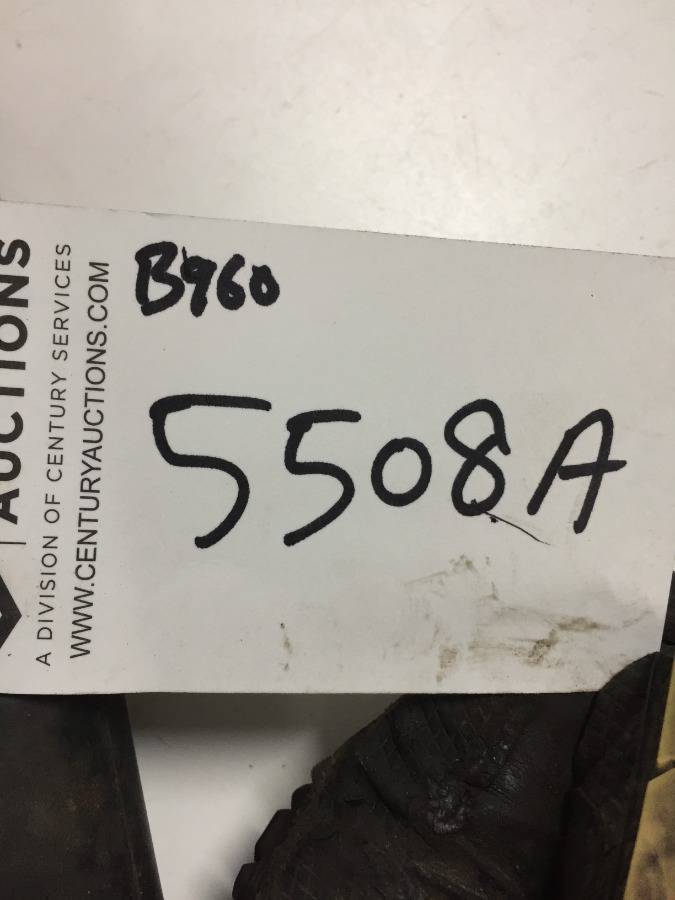 AUCTIONS
A DIVISION OF CENTURY SERVICES
WWW.CENTURYAUCTIONS.COM
B960
5508A